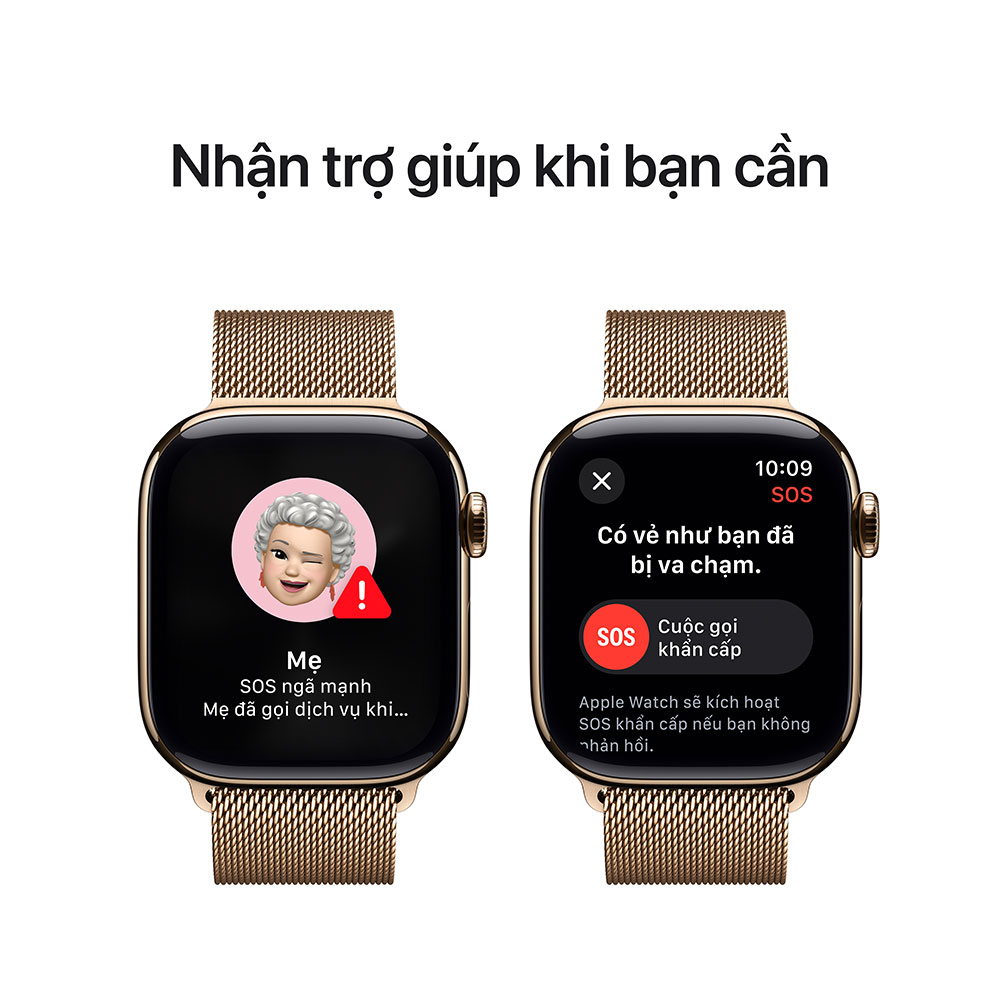 Nhận trợ giúp khi bạn cần
Mẹ
SOS ngã mạnh
Mẹ đã gọi dịch vụ khi...
10:09
SOS
Có vẻ như bạn đã
bị va chạm.
SOS
Cuộc gọi
khẩn cấp
Apple Watch sẽ kích hoạt
SOS khẩn cấp nếu bạn không
phản hồi.